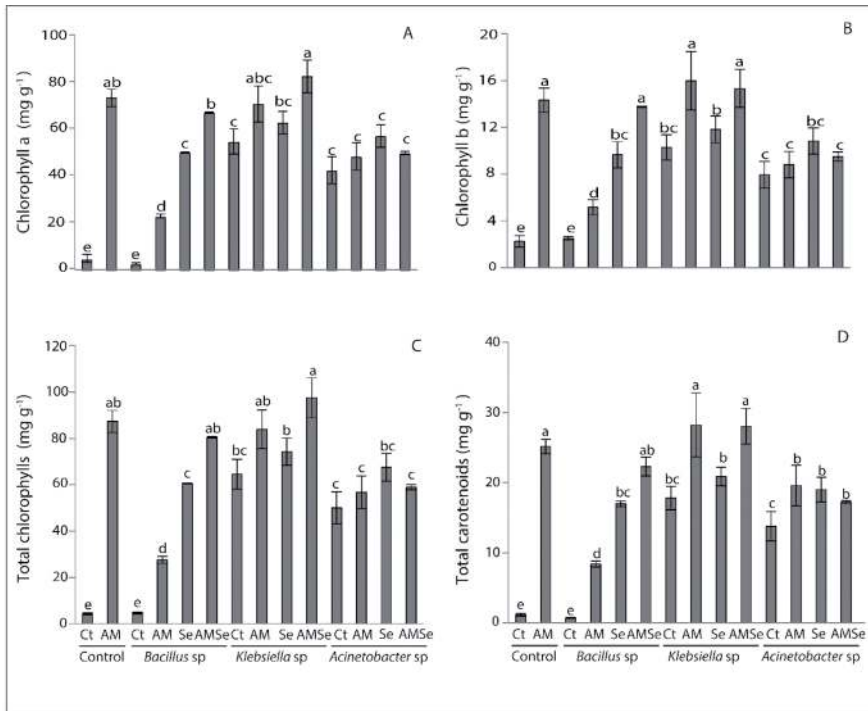 A
Chlorophyll a (mg g-1)
100
80
60
40
20
0
e
ab
e
d
c
b
c
abc
bc
a
c
c
c
c
B
Chlorophyll b (mg g-1)
20
16
12
8
4
0
e
a
e
d
bc
a
bc
a
b
a
c
c
bc
c
C
Total chlorophylls (mg g-1)
120
100
80
60
40
20
0
e
ab
e
d
c
ab
bc
ab
b
a
c
c
bc
c
Ct AM Ct AM Se AMSe Ct AM Se AMSe Ct AM Se AMSe
Control Bacillus sp Klebsiella sp Acinetobacter sp
D
Total carotenoids (mg g-1)
40
30
20
10
0
e
a
e
d
bc
ab
bc
a
b
a
c
b
b
b
Ct AM Ct AM Se AMSe Ct AM Se AMSe Ct AM Se AMSe
Control Bacillus sp Klebsiella sp Acinetobacter sp